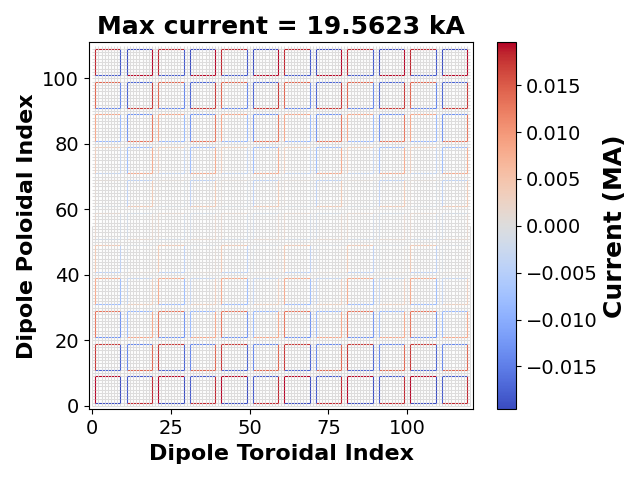 Max current = 19.5623 kA
Dipole Poloidal Index
100
80
60
40
20
0
0 25 50 75 100
Dipole Toroidal Index
0.015
0.010
0.005
0.000
−0.005
−0.010
−0.015
Current (MA)